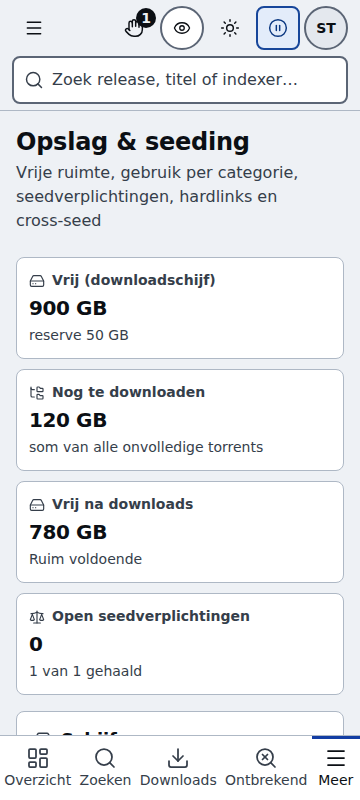 1
ST
Zoek release, titel of indexer…
Opslag & seeding
Vrije ruimte, gebruik per categorie,
seedverplichtingen, hardlinks en
cross-seed
Vrij (downloadschijf)
900 GB
reserve 50 GB
Nog te downloaden
120 GB
som van alle onvolledige torrents
Vrij na downloads
780 GB
Ruim voldoende
Open seedverplichtingen
0
1 van 1 gehaald
Overzicht Zoeken Downloads Ontbrekend Meer